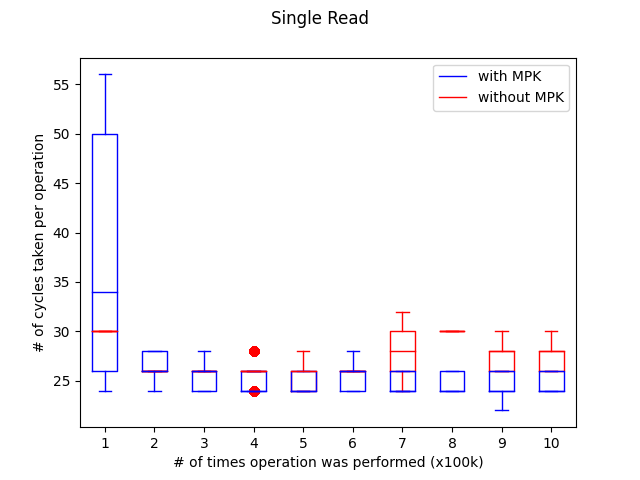 Single Read
with MPK
without MPK
# of cycles taken per operation
55
50
45
40
35
30
25
1 2 3 4 5 6 7 8 9 10
# of times operation was performed (x100k)